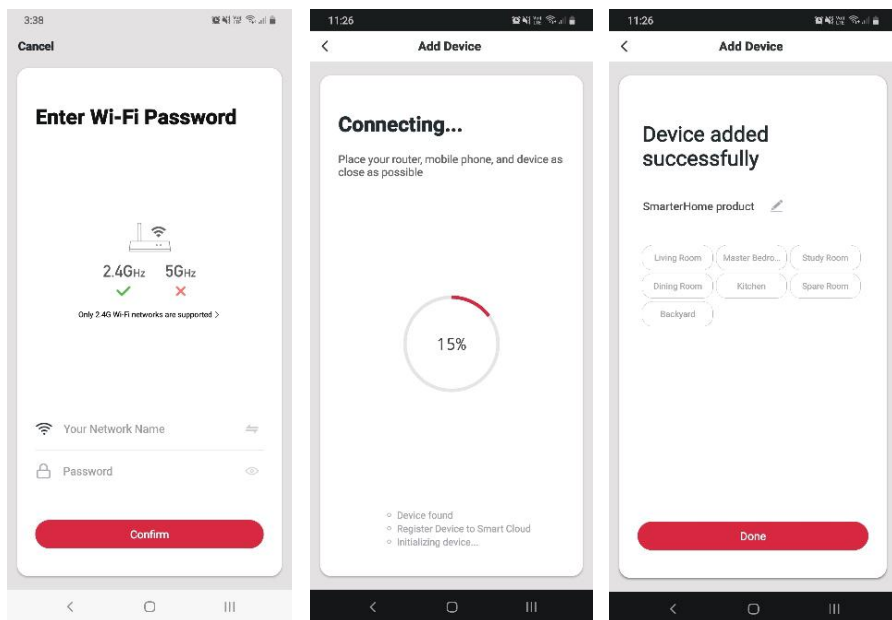 3:38
Cancel
Enter Wi-Fi Password
2.4GHz 5GHz
Only 2.4G Wi-Fi networks are supported >
Your Network Name
Password
Confirm
11:26
Add Device
Connecting...
Place your router, mobile phone, and device as
close as possible
15%
Device found
Register Device to Smart Cloud
Initializing device...
11:26
Add Device
Device added
successfully
SmarterHome product
Living Room Master Bedro... Study Room
Dining Room Kitchen Spare Room
Backyard
Done